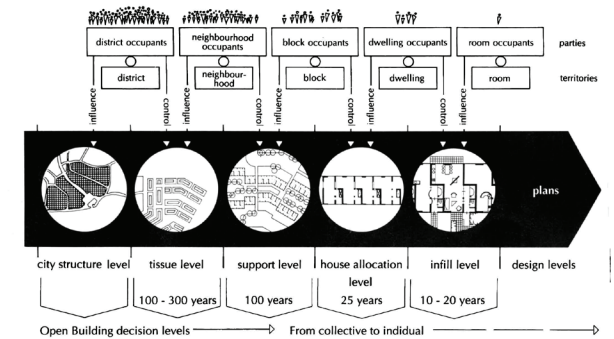 district occupants
neighbourhood
occupants
block occupants
dwelling occupants
room occupants
parties
district
neighbour-
hood
block
dwelling
room
territories
influence
control
influence
control
influence
control
influence
control
influence
plans
city structure level
tissue level
support level
house allocation
level
infill level
design levels
100 - 300 years
100 years
25 years
10 - 20 years
Open Building decision levels
From collective to indidual